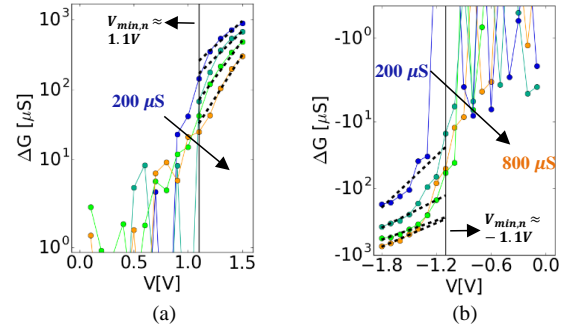 10³
10²
10¹
10⁰
ΔG [μS]
V_min,n ≈
1.1V
200 μS
0.0 0.5 1.0 1.5
V[V]
(a)
-10⁰
-10¹
-10²
-10³
ΔG [μS]
200 μS
800 μS
V_min,n ≈
− 1.1V
-1.8 -1.2 -0.6 0.0
V[V]
(b)